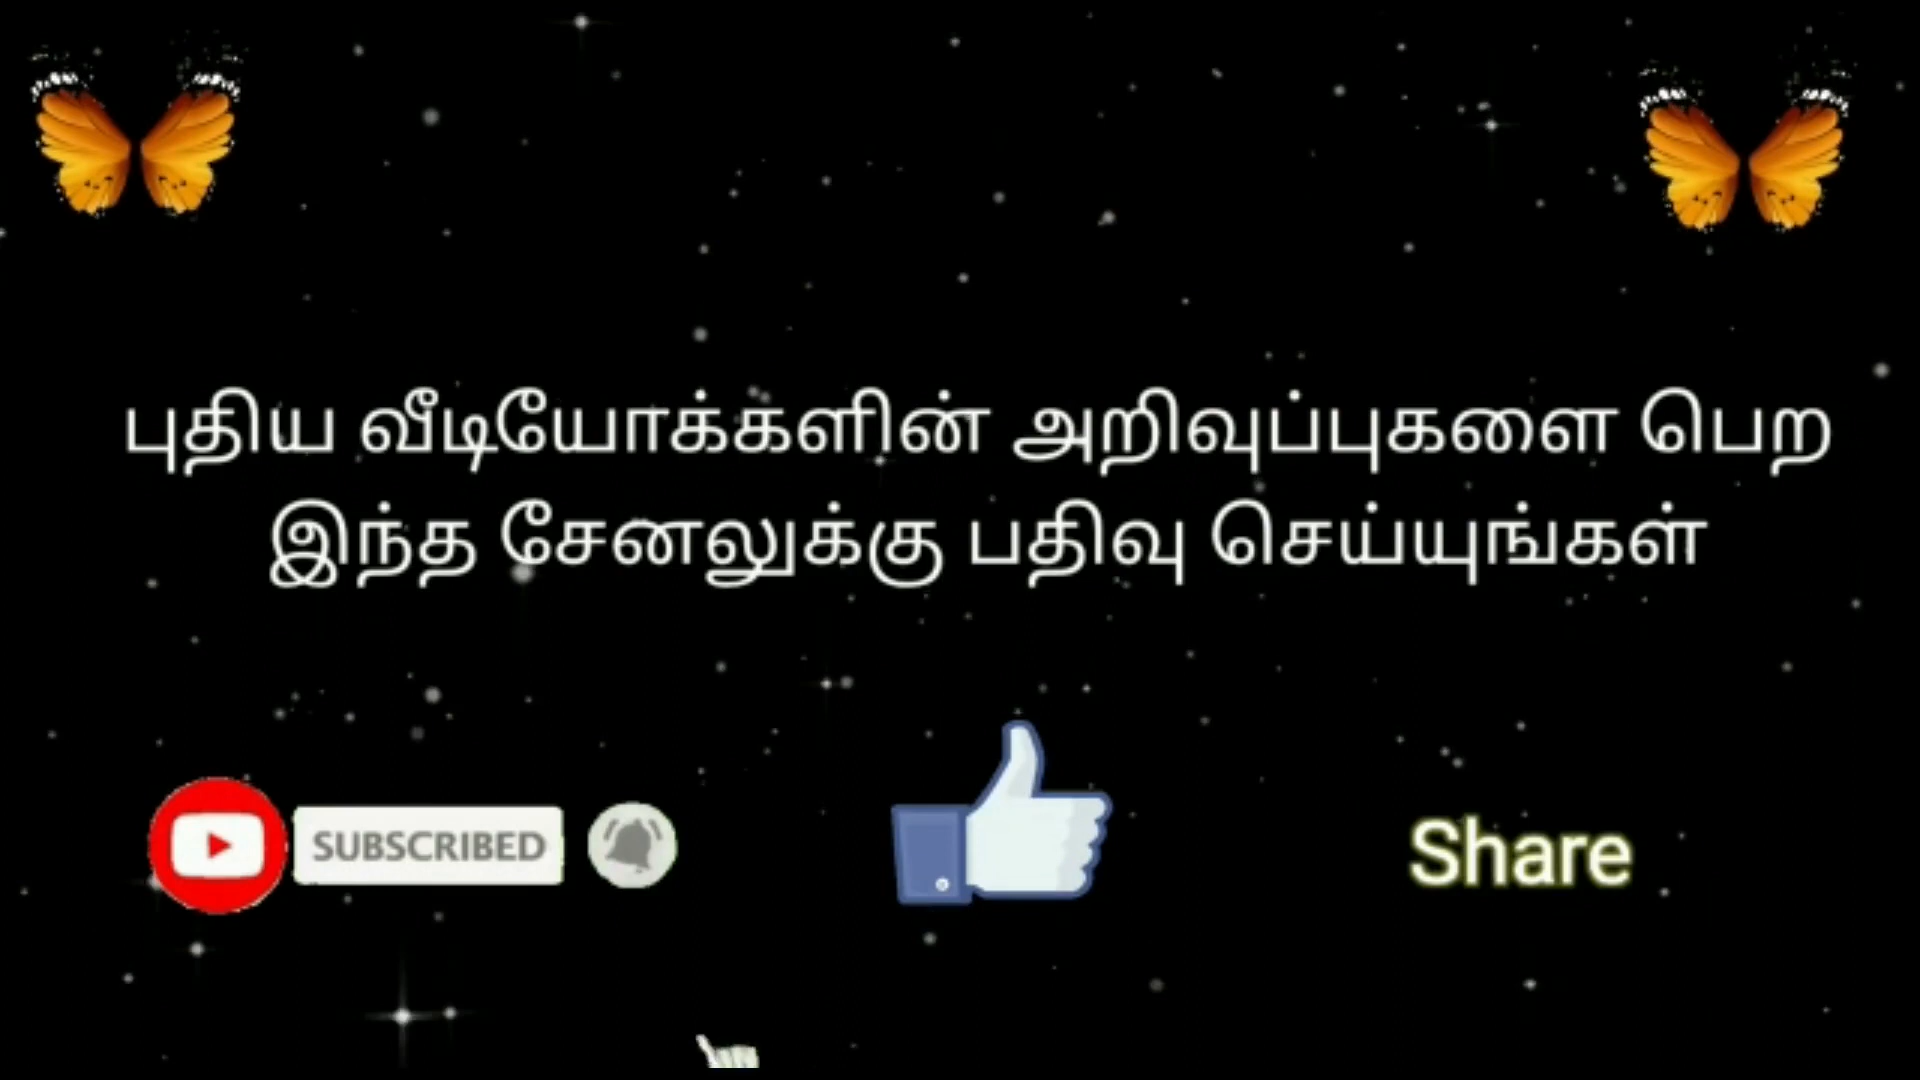 புதிய வீடியோக்களின் அறிவுப்புகளை பெற
இந்த சேனலுக்கு பதிவு செய்யுங்கள்
SUBSCRIBED
Share